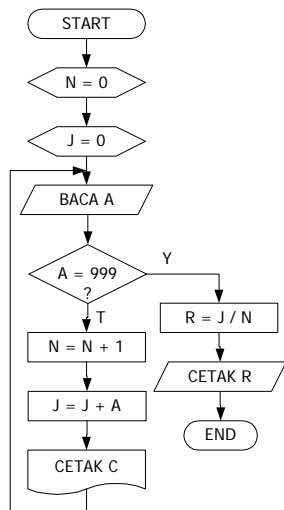 START
N = 0
J = 0
BACA A
A = 999
?
Y
T
N = N + 1
J = J + A
CETAK C
R = J / N
CETAK R
END